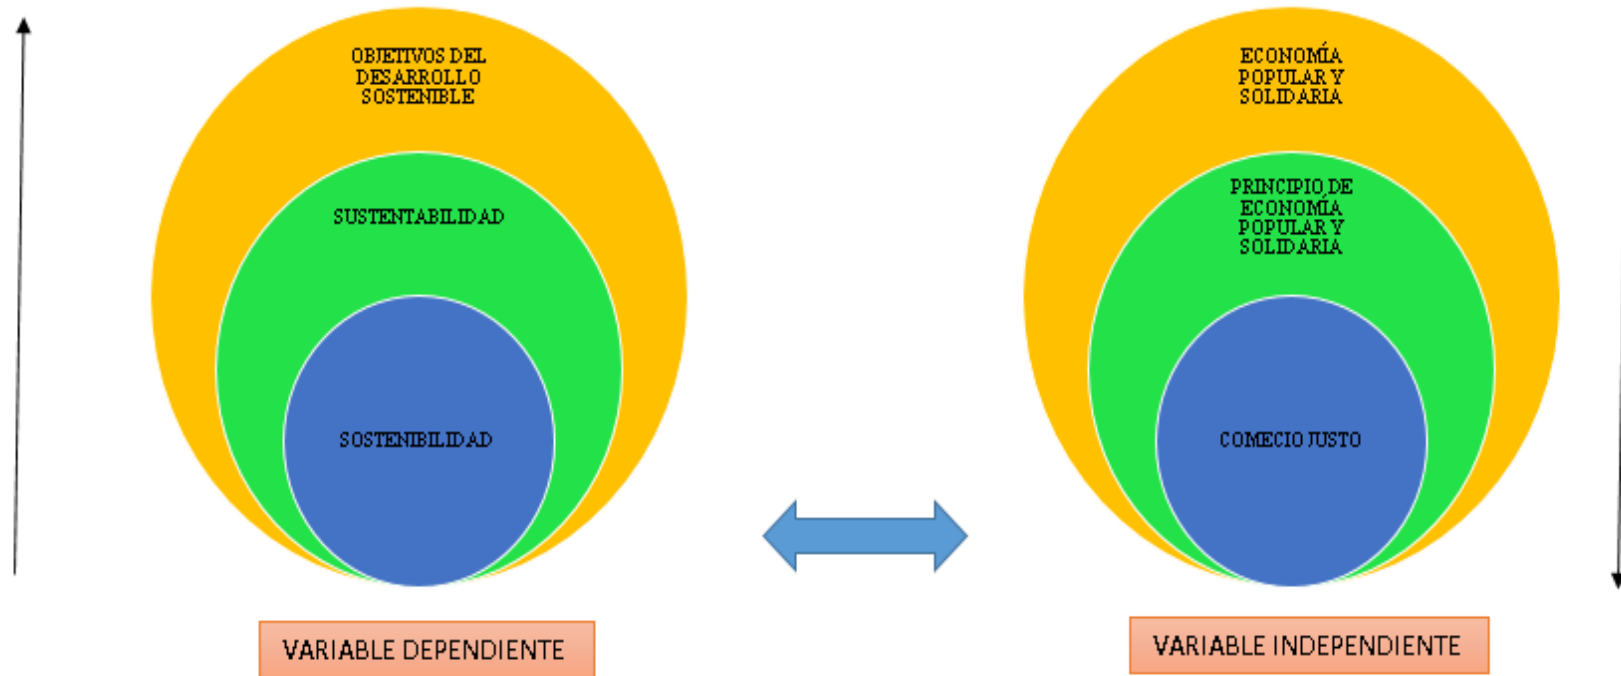 OBJETIVOS DEL
DESARROLLO
SOSTENIBLE
SUSTENTABILIDAD
SOSTENIBILIDAD
VARIABLE DEPENDIENTE
ECONOMÍA
POPULAR Y
SOLIDARIA
PRINCIPIO DE
ECONOMÍA
POPULAR Y
SOLIDARIA
COMECIO JUSTO
VARIABLE INDEPENDIENTE